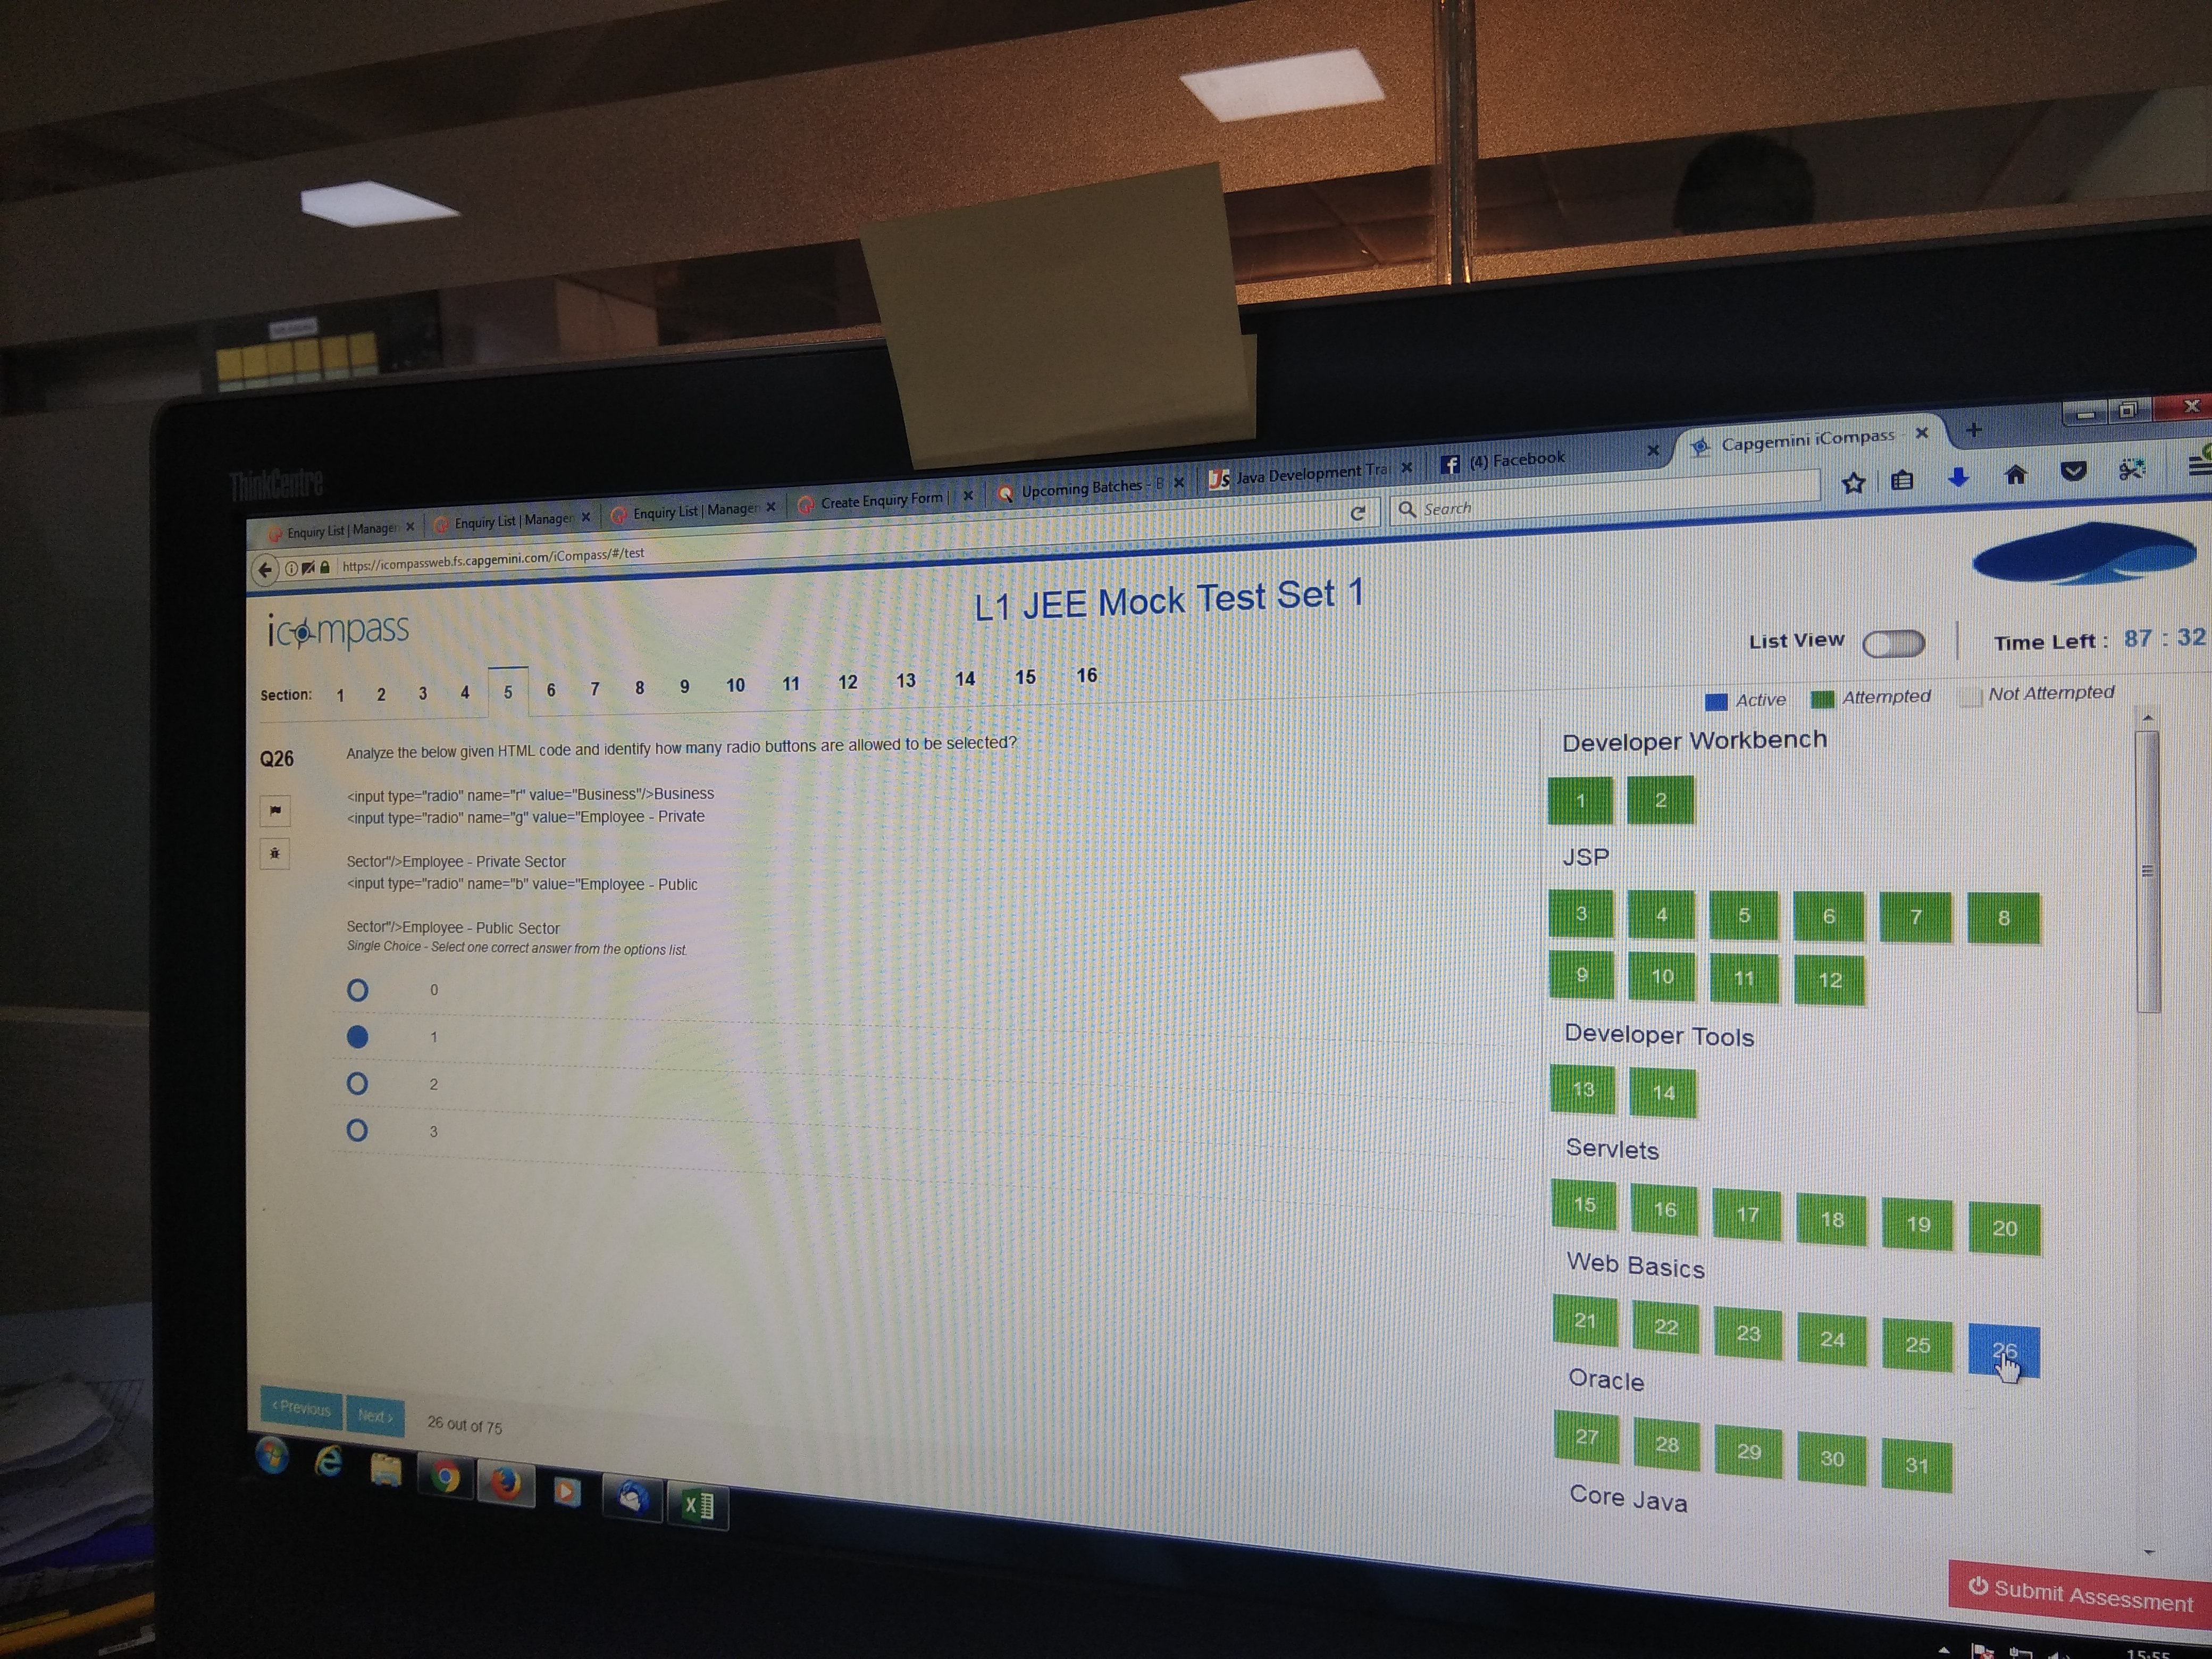 ThinkCentre
Enquiry List | Manager
Enquiry List | Manager
Enquiry List | Manager
Create Enquiry Form |
Upcoming Batches - B
Java Development Trai
(4) Facebook
Capgemini iCompass
https://icompassweb.fs.capgemini.com/iCompass/#/test
Search
icompass
L1 JEE Mock Test Set 1
List View
Time Left : 87 : 32
Section: 1 2 3 4 5 6 7 8 9 10 11 12 13 14 15 16
Active Attempted Not Attempted
Q26
Analyze the below given HTML code and identify how many radio buttons are allowed to be selected?
<input type="radio" name="r" value="Business"/>Business
<input type="radio" name="g" value="Employee - Private
Sector"/>Employee - Private Sector
<input type="radio" name="b" value="Employee - Public
Sector"/>Employee - Public Sector
Single Choice - Select one correct answer from the options list.
0
1
2
3
Developer Workbench
1 2
JSP
3 4 5 6 7 8
9 10 11 12
Developer Tools
13 14
Servlets
15 16 17 18 19 20
Web Basics
21 22 23 24 25 26
Oracle
27 28 29 30 31
Core Java
< Previous
Next >
26 out of 75
Submit Assessment
15:55